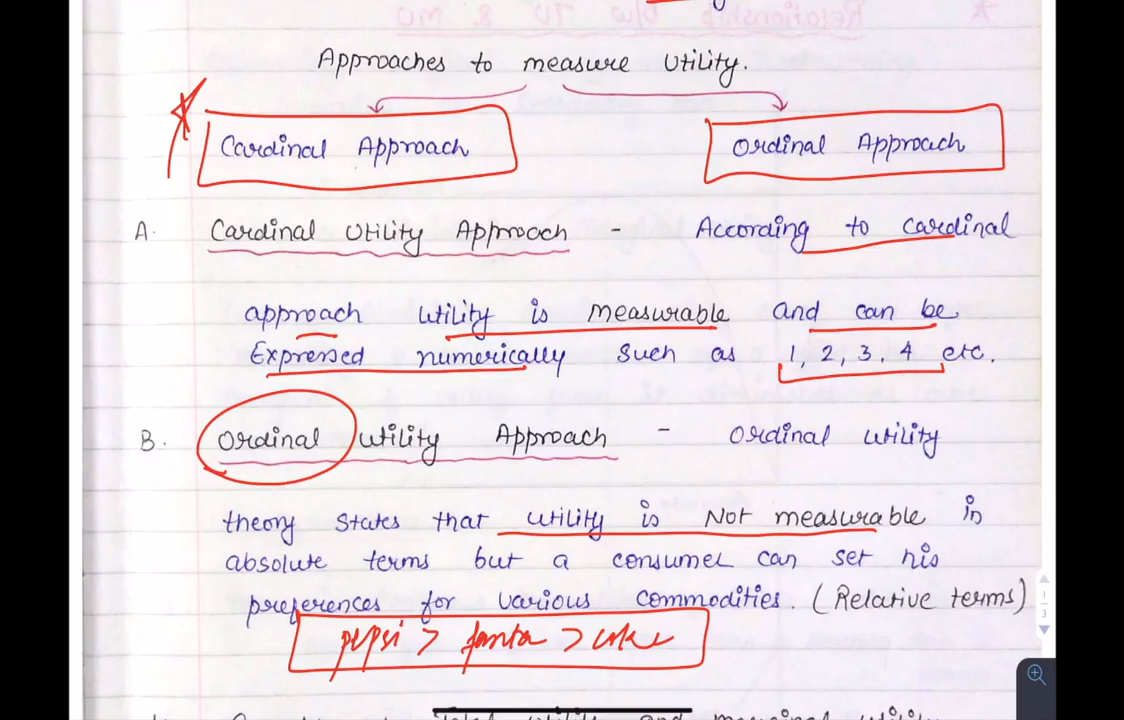 Approaches to measure Utility.
Cardinal Approach
Ordinal Approach
A. Cardinal Utility Approach - According to cardinal
approach utility is measurable and can be
Expressed numerically such as 1, 2, 3, 4 etc.
B. Ordinal Utility Approach - Ordinal utility
theory States that utility is Not measurable in
absolute terms but a consumer can set his
preferences for various commodities. (Relative terms)
pepsi > fanta > coke
1
3